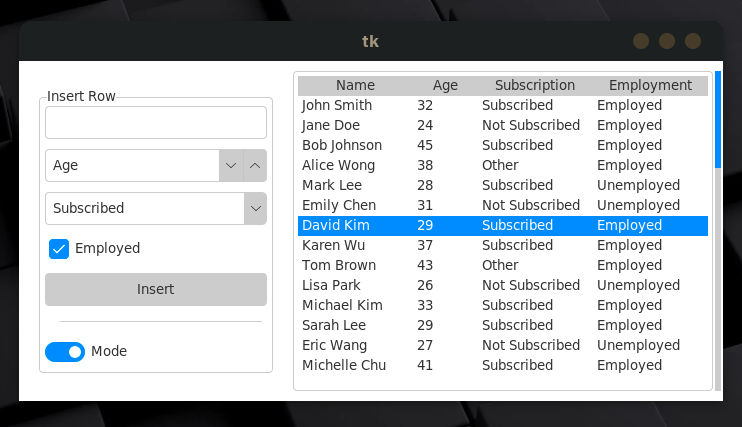 tk
Insert Row
Age
Subscribed
Employed
Insert
Mode
Name Age Subscription Employment
John Smith 32 Subscribed Employed
Jane Doe 24 Not Subscribed Employed
Bob Johnson 45 Subscribed Employed
Alice Wong 38 Other Employed
Mark Lee 28 Subscribed Unemployed
Emily Chen 31 Not Subscribed Unemployed
David Kim 29 Subscribed Employed
Karen Wu 37 Subscribed Employed
Tom Brown 43 Other Employed
Lisa Park 26 Not Subscribed Unemployed
Michael Kim 33 Subscribed Employed
Sarah Lee 29 Subscribed Employed
Eric Wang 27 Not Subscribed Unemployed
Michelle Chu 41 Subscribed Employed